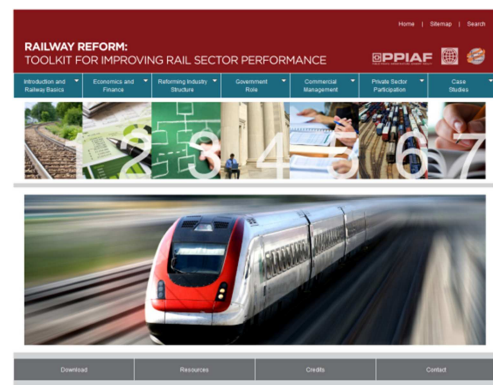 Home | Sitemap | Search
RAILWAY REFORM:
TOOLKIT FOR IMPROVING RAIL SECTOR PERFORMANCE
PPIAF
Introduction and
Railway Basics
Economics and
Finance
Reforming Industry
Structure
Government
Role
Commercial
Management
Private Sector
Participation
Case
Studies
1 2 3 4 5 6 7
Download
Resources
Credits
Contact